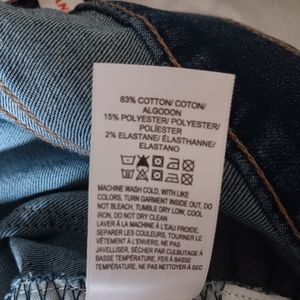 83% COTTON/ COTON/
ALGODON
15% POLYESTER/ POLYESTER/
POLIÉSTER
2% ELASTANE/ ÉLASTHANNE/
ELASTANO
MACHINE WASH COLD, WITH LIKE
COLORS, TURN GARMENT INSIDE OUT, DO
NOT BLEACH, TUMBLE DRY LOW, COOL
IRON, DO NOT DRY CLEAN
LAVER À LA MACHINE À L'EAU FROIDE,
SÉPARER LES COULEURS, TOURNER LE
VÊTEMENT À L'ENVERS, NE PAS
JAVELLISER, SÉCHER PAR CULBUTAGE À
BASSE TEMPÉRATURE, FER À BASSE
TEMPÉRATURE, NE PAS NETTOYER À SEC